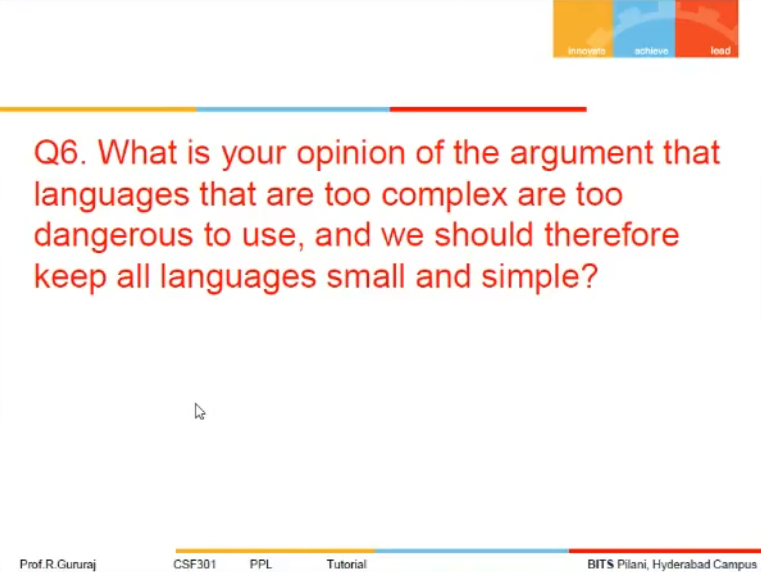 innovate achieve lead
Q6. What is your opinion of the argument that
languages that are too complex are too
dangerous to use, and we should therefore
keep all languages small and simple?
Prof.R.Gururaj CSF301 PPL Tutorial BITS Pilani, Hyderabad Campus